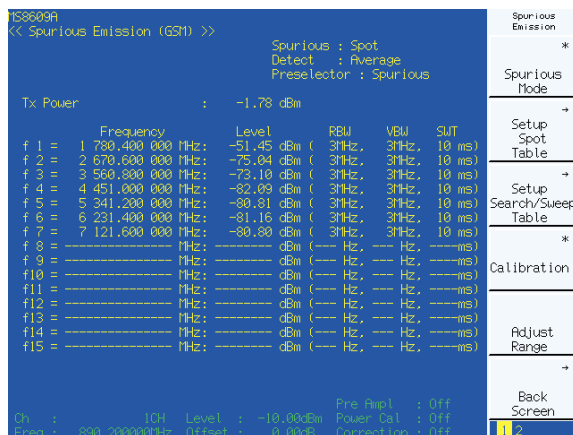 MS8609A
<< Spurious Emission (GSM) >>
Spurious : Spot
Detect : Average
Preselector : Spurious
Tx Power : -1.78 dBm
Frequency Level RBW VBW SWT
f 1 = 1 780.400 000 MHz: -51.45 dBm ( 3MHz, 3MHz, 10 ms)
f 2 = 2 670.600 000 MHz: -75.04 dBm ( 3MHz, 3MHz, 10 ms)
f 3 = 3 560.800 000 MHz: -73.10 dBm ( 3MHz, 3MHz, 10 ms)
f 4 = 4 451.000 000 MHz: -82.09 dBm ( 3MHz, 3MHz, 10 ms)
f 5 = 5 341.200 000 MHz: -80.81 dBm ( 3MHz, 3MHz, 10 ms)
f 6 = 6 231.400 000 MHz: -81.16 dBm ( 3MHz, 3MHz, 10 ms)
f 7 = 7 121.600 000 MHz: -80.80 dBm ( 3MHz, 3MHz, 10 ms)
f 8 = --------------- MHz: -------- dBm (--- Hz, --- Hz, ----ms)
f 9 = --------------- MHz: -------- dBm (--- Hz, --- Hz, ----ms)
f10 = --------------- MHz: -------- dBm (--- Hz, --- Hz, ----ms)
f11 = --------------- MHz: -------- dBm (--- Hz, --- Hz, ----ms)
f12 = --------------- MHz: -------- dBm (--- Hz, --- Hz, ----ms)
f13 = --------------- MHz: -------- dBm (--- Hz, --- Hz, ----ms)
f14 = --------------- MHz: -------- dBm (--- Hz, --- Hz, ----ms)
f15 = --------------- MHz: -------- dBm (--- Hz, --- Hz, ----ms)
Pre Ampl : Off
Ch : 1CH Level : -10.00dBm Power Cal : Off
Freq : 890.200000MHz Offset : 0.00dB Correction : Off
Spurious
Emission
*
Spurious
Mode
→
Setup
Spot
Table
→
Setup
Search/Sweep
Table
*
Calibration
Adjust
Range
→
Back
Screen
1 2